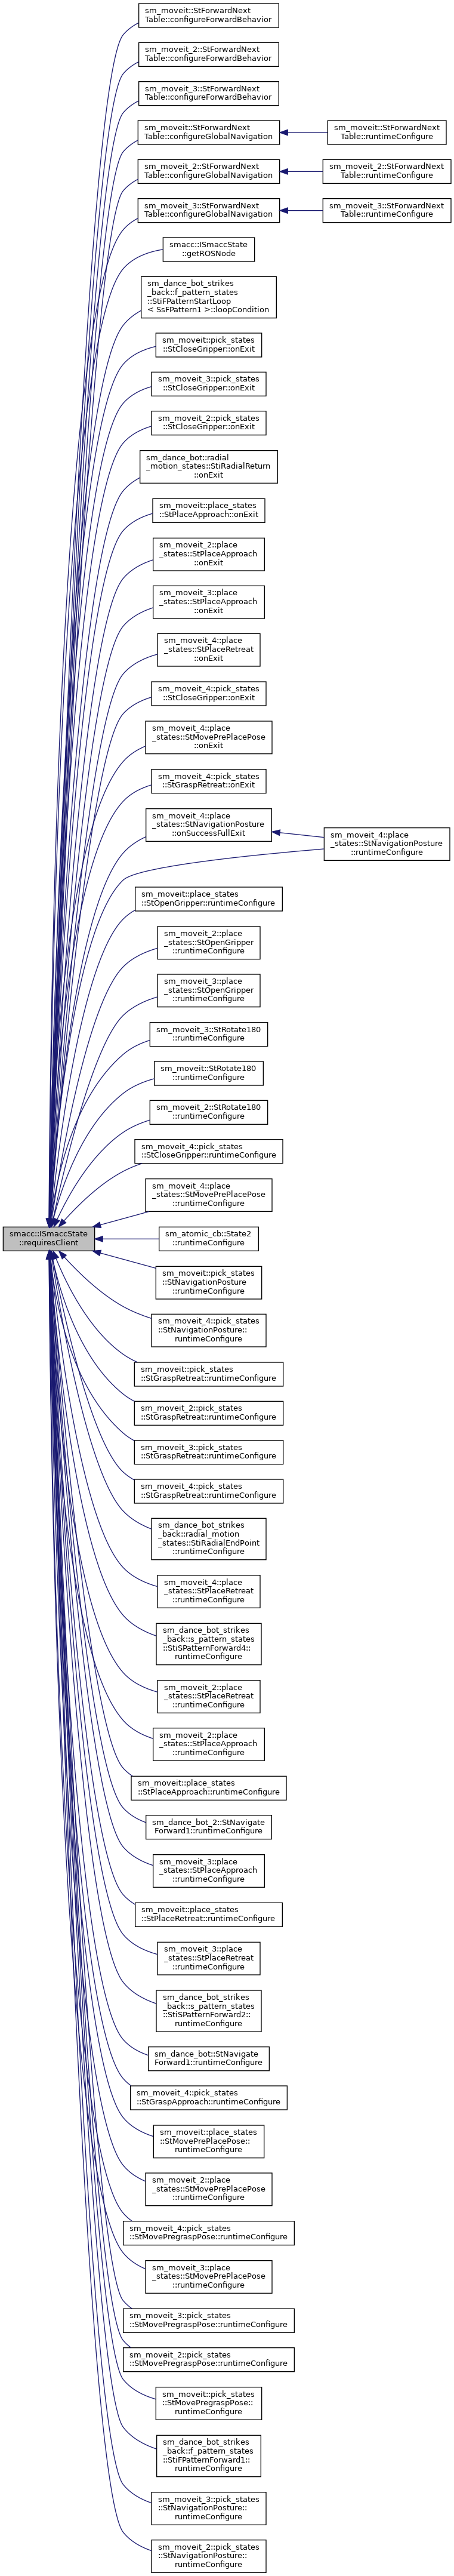 sm_moveit::StForwardNext
Table::configureForwardBehavior
sm_moveit_2::StForwardNext
Table::configureForwardBehavior
sm_moveit_3::StForwardNext
Table::configureForwardBehavior
sm_moveit::StForwardNext
Table::configureGlobalNavigation
sm_moveit::StForwardNext
Table::runtimeConfigure
sm_moveit_2::StForwardNext
Table::configureGlobalNavigation
sm_moveit_2::StForwardNext
Table::runtimeConfigure
sm_moveit_3::StForwardNext
Table::configureGlobalNavigation
sm_moveit_3::StForwardNext
Table::runtimeConfigure
smacc::ISmaccState
::getROSNode
sm_dance_bot_strikes
_back::f_pattern_states
::StiFPatternStartLoop
< SsFPattern1 >::loopCondition
sm_moveit::pick_states
::StCloseGripper::onExit
sm_moveit_3::pick_states
::StCloseGripper::onExit
sm_moveit_2::pick_states
::StCloseGripper::onExit
sm_dance_bot::radial
_motion_states::StiRadialReturn
::onExit
sm_moveit::place_states
::StPlaceApproach::onExit
sm_moveit_2::place
_states::StPlaceApproach
::onExit
sm_moveit_3::place
_states::StPlaceApproach
::onExit
sm_moveit_4::place
_states::StPlaceRetreat
::onExit
sm_moveit_4::pick_states
::StCloseGripper::onExit
sm_moveit_4::place
_states::StMovePrePlacePose
::onExit
sm_moveit_4::pick_states
::StGraspRetreat::onExit
sm_moveit_4::place
_states::StNavigationPosture
::onSuccessFullExit
sm_moveit_4::place
_states::StNavigationPosture
::runtimeConfigure
sm_moveit::place_states
::StOpenGripper::runtimeConfigure
sm_moveit_2::place
_states::StOpenGripper
::runtimeConfigure
sm_moveit_3::place
_states::StOpenGripper
::runtimeConfigure
sm_moveit_3::StRotate180
::runtimeConfigure
sm_moveit::StRotate180
::runtimeConfigure
sm_moveit_2::StRotate180
::runtimeConfigure
sm_moveit_4::pick_states
::StCloseGripper::runtimeConfigure
sm_moveit_4::place
_states::StMovePrePlacePose
::runtimeConfigure
smacc::ISmaccState
::requiresClient
sm_atomic_cb::State2
::runtimeConfigure
sm_moveit::pick_states
::StNavigationPosture
::runtimeConfigure
sm_moveit_4::pick_states
::StNavigationPosture::
runtimeConfigure
sm_moveit::pick_states
::StGraspRetreat::runtimeConfigure
sm_moveit_2::pick_states
::StGraspRetreat::runtimeConfigure
sm_moveit_3::pick_states
::StGraspRetreat::runtimeConfigure
sm_moveit_4::pick_states
::StGraspRetreat::runtimeConfigure
sm_dance_bot_strikes
_back::radial_motion
_states::StiRadialEndPoint
::runtimeConfigure
sm_moveit_4::place
_states::StPlaceRetreat
::runtimeConfigure
sm_dance_bot_strikes
_back::s_pattern_states
::StiSPatternForward4::
runtimeConfigure
sm_moveit_2::place
_states::StPlaceRetreat
::runtimeConfigure
sm_moveit_2::place
_states::StPlaceApproach
::runtimeConfigure
sm_moveit::place_states
::StPlaceApproach::runtimeConfigure
sm_dance_bot_2::StNavigate
Forward1::runtimeConfigure
sm_moveit_3::place
_states::StPlaceApproach
::runtimeConfigure
sm_moveit::place_states
::StPlaceRetreat::runtimeConfigure
sm_moveit_3::place
_states::StPlaceRetreat
::runtimeConfigure
sm_dance_bot_strikes
_back::s_pattern_states
::StiSPatternForward2::
runtimeConfigure
sm_dance_bot::StNavigate
Forward1::runtimeConfigure
sm_moveit_4::pick_states
::StGraspApproach::runtimeConfigure
sm_moveit::place_states
::StMovePrePlacePose::
runtimeConfigure
sm_moveit_2::place
_states::StMovePrePlacePose
::runtimeConfigure
sm_moveit_4::pick_states
::StMovePregraspPose::runtimeConfigure
sm_moveit_3::place
_states::StMovePrePlacePose
::runtimeConfigure
sm_moveit_3::pick_states
::StMovePregraspPose::runtimeConfigure
sm_moveit_2::pick_states
::StMovePregraspPose::runtimeConfigure
sm_moveit::pick_states
::StMovePregraspPose::
runtimeConfigure
sm_dance_bot_strikes
_back::f_pattern_states
::StiFPatternForward1::
runtimeConfigure
sm_moveit_3::pick_states
::StNavigationPosture::
runtimeConfigure
sm_moveit_2::pick_states
::StNavigationPosture::
runtimeConfigure